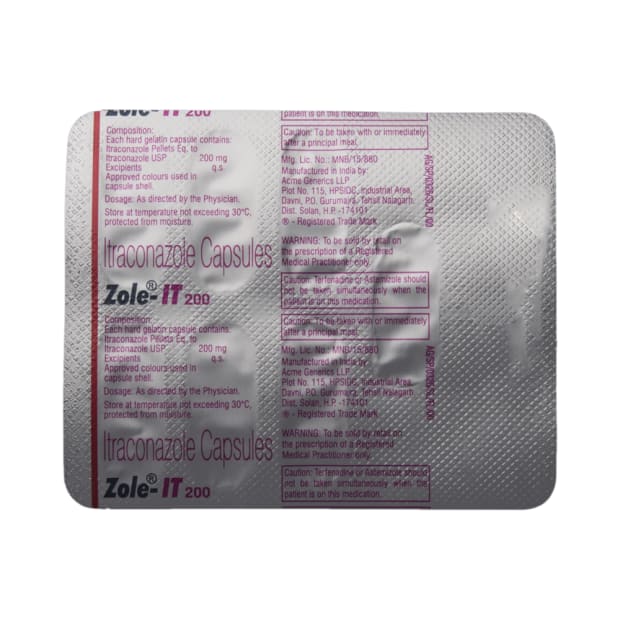 Zole-IT 200
Composition:
Each hard gelatin capsule contains:
Itraconazole Pellets Eq. to
Itraconazole USP 200 mg
Excipients q.s.
Approved colours used in
capsule shell.
Dosage: As directed by the Physician.
Store at temperature not exceeding 30°C,
protected from moisture.
Itraconazole Capsules
Zole®-IT 200
Composition:
Each hard gelatin capsule contains:
Itraconazole Pellets Eq. to
Itraconazole USP 200 mg
Excipients q.s.
Approved colours used in
capsule shell.
Dosage: As directed by the Physician.
Store at temperature not exceeding 30°C,
protected from moisture.
Itraconazole Capsules
Zole®-IT 200
patient is on this medication.
Caution: To be taken with or immediately
after a principal meal.
Mfg. Lic. No.: MNB/15/880
Manufactured in India by:
Acme Generics LLP
Plot No. 115, HPSIDC, Industrial Area,
Davni, P.O. Gurumajra, Tehsil Nalagarh,
Dist. Solan, H.P. -174101
® - Registered Trade Mark
WARNING: To be sold by retail on
the prescription of a Registered
Medical Practitioner only.
Caution: Terfenadine or Astemizole should
not be taken simultaneously when the
patient is on this medication.
Caution: To be taken with or immediately
after a principal meal.
Mfg. Lic. No.: MNB/15/880
Manufactured in India by:
Acme Generics LLP
Plot No. 115, HPSIDC, Industrial Area,
Davni, P.O. Gurumajra, Tehsil Nalagarh,
Dist. Solan, H.P. -174101
® - Registered Trade Mark
WARNING: To be sold by retail on
the prescription of a Registered
Medical Practitioner only.
Caution: Terfenadine or Astemizole should
not be taken simultaneously when the
patient is on this medication.